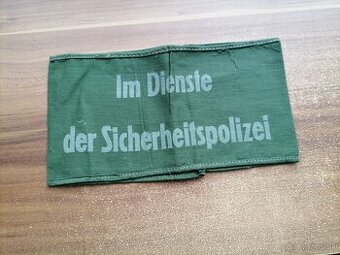 Im Dienste
der Sicherheitspolizei